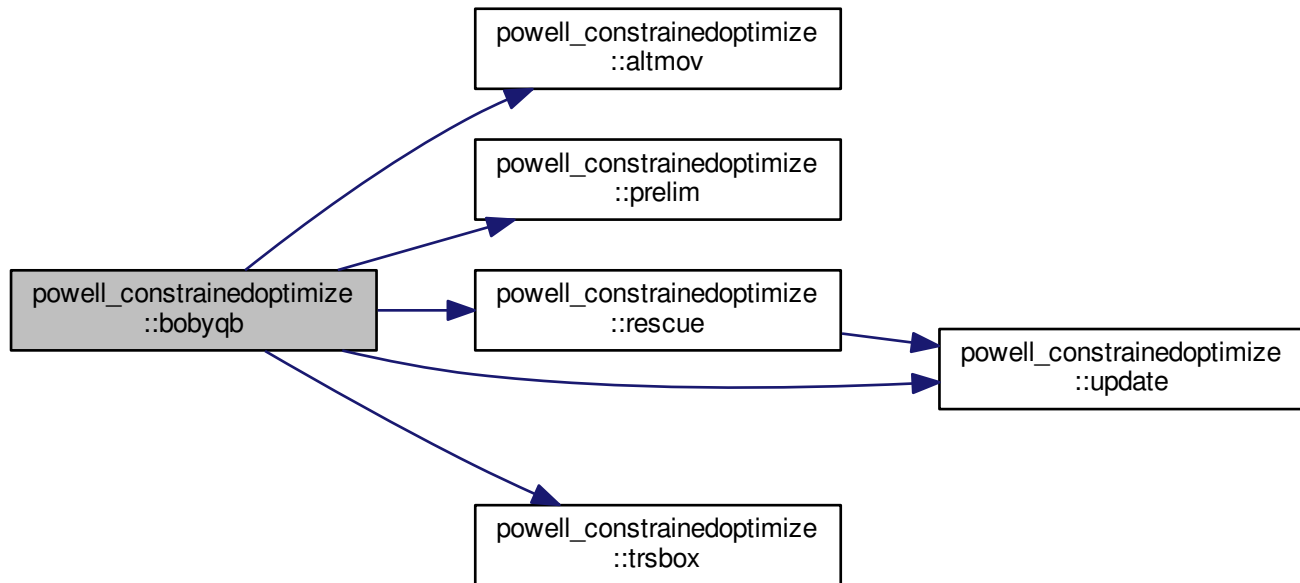 powell_constrainedoptimize
::altmov
powell_constrainedoptimize
::prelim
powell_constrainedoptimize
::bobyqb
powell_constrainedoptimize
::rescue
powell_constrainedoptimize
::update
powell_constrainedoptimize
::trsbox